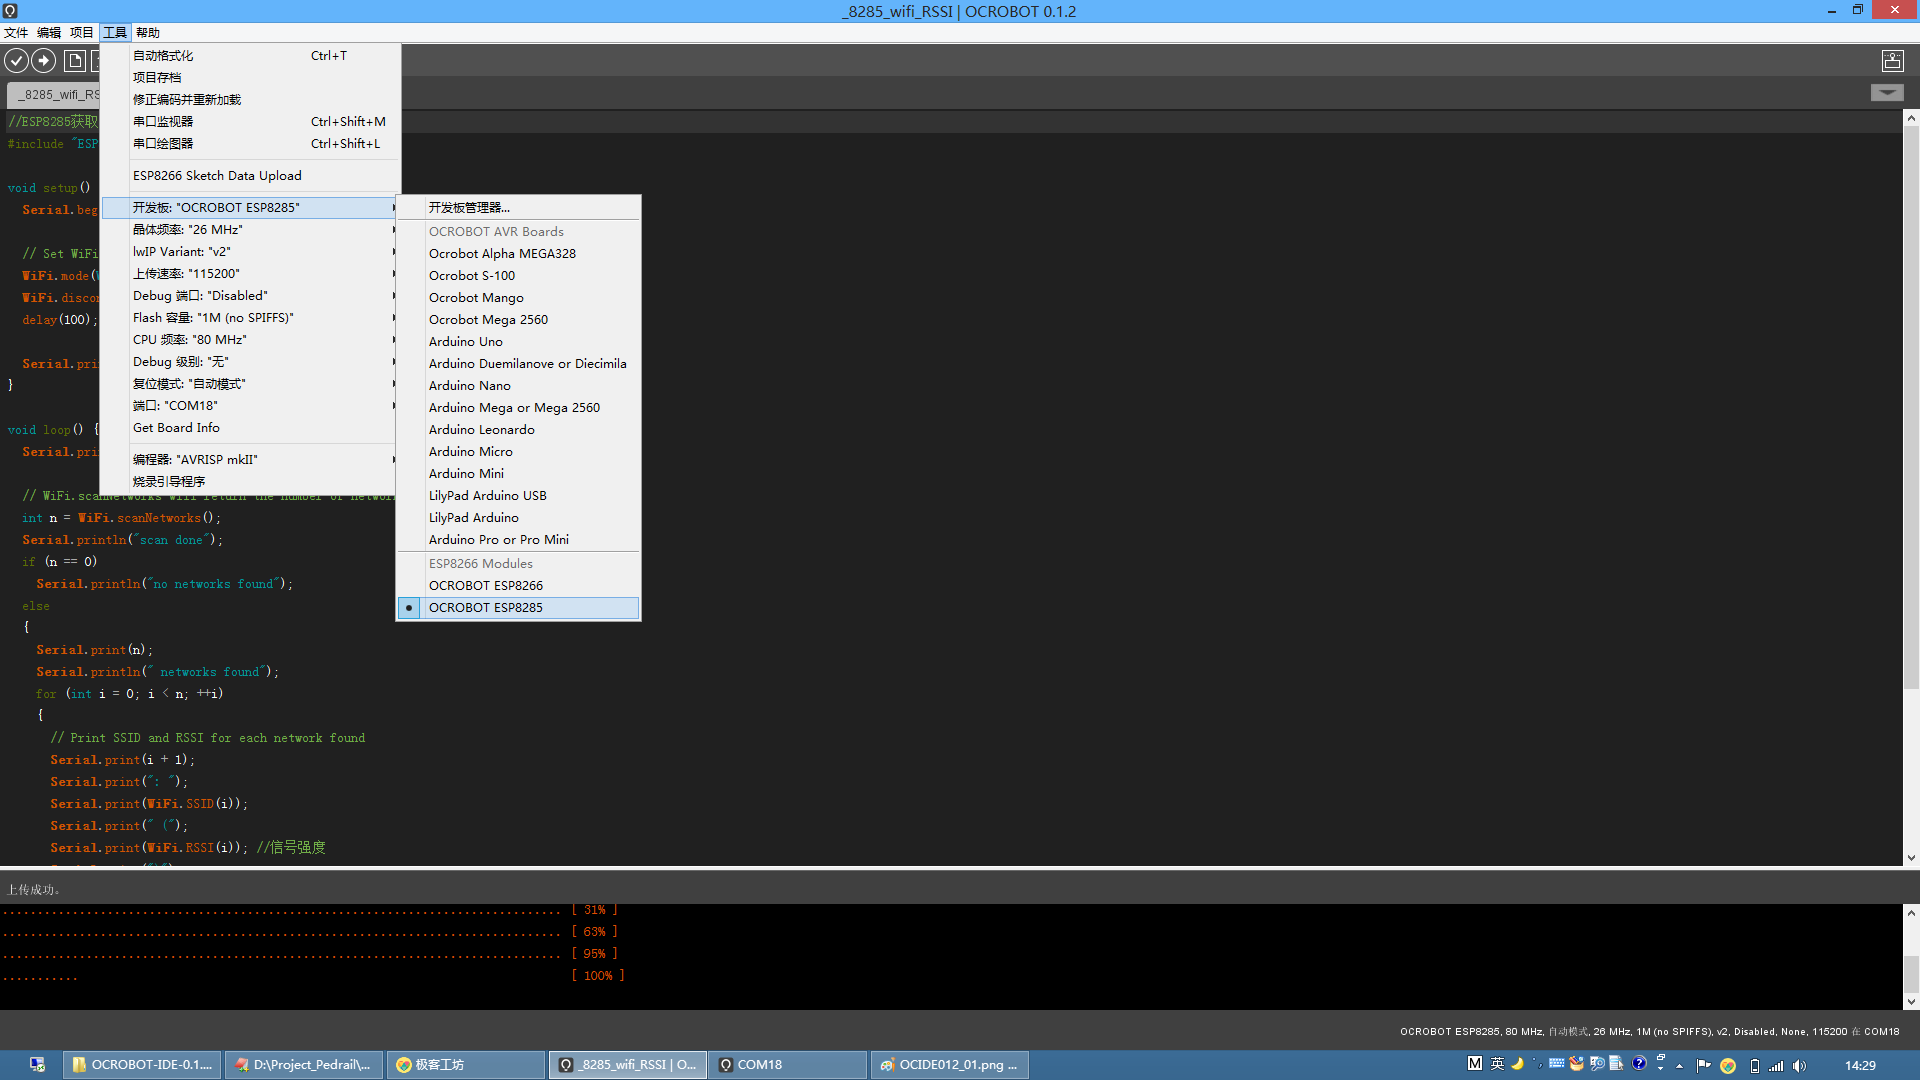 _8285_wifi_RSSI | OCROBOT 0.1.2
文件 编辑 项目 工具 帮助
_8285_wifi_RS
自动格式化 Ctrl+T
项目存档
修正编码并重新加载
串口监视器 Ctrl+Shift+M
串口绘图器 Ctrl+Shift+L
ESP8266 Sketch Data Upload
开发板: "OCROBOT ESP8285"
晶体频率: "26 MHz"
lwIP Variant: "v2"
上传速率: "115200"
Debug 端口: "Disabled"
Flash 容量: "1M (no SPIFFS)"
CPU 频率: "80 MHz"
Debug 级别: "无"
复位模式: "自动模式"
端口: "COM18"
Get Board Info
编程器: "AVRISP mkII"
烧录引导程序
开发板管理器...
OCROBOT AVR Boards
Ocrobot Alpha MEGA328
Ocrobot S-100
Ocrobot Mango
Ocrobot Mega 2560
Arduino Uno
Arduino Duemilanove or Diecimila
Arduino Nano
Arduino Mega or Mega 2560
Arduino Leonardo
Arduino Micro
Arduino Mini
LilyPad Arduino USB
LilyPad Arduino
Arduino Pro or Pro Mini
ESP8266 Modules
OCROBOT ESP8266
OCROBOT ESP8285
//ESP8285获取
#include "ESP
void setup()
Serial.beg
// Set WiFi
WiFi.mode(
WiFi.discon
delay(100);
Serial.pri
}
void loop() {
Serial.pri
// WiFi.scanNetworks will return the number of networ
int n = WiFi.scanNetworks();
Serial.println("scan done");
if (n == 0)
Serial.println("no networks found");
else
{
Serial.print(n);
Serial.println(" networks found");
for (int i = 0; i < n; ++i)
{
// Print SSID and RSSI for each network found
Serial.print(i + 1);
Serial.print(": ");
Serial.print(WiFi.SSID(i));
Serial.print(" (");
Serial.print(WiFi.RSSI(i)); //信号强度
上传成功。
................................................................................ [ 31% ]
................................................................................ [ 63% ]
................................................................................ [ 95% ]
........... [ 100% ]
OCROBOT ESP8285, 80 MHz, 自动模式, 26 MHz, 1M (no SPIFFS), v2, Disabled, None, 115200 在 COM18
OCROBOT-IDE-0.1.... D:\Project_Pedrail\... 极客工坊 _8285_wifi_RSSI | O... COM18 OCIDE012_01.png ... M 英 14:29